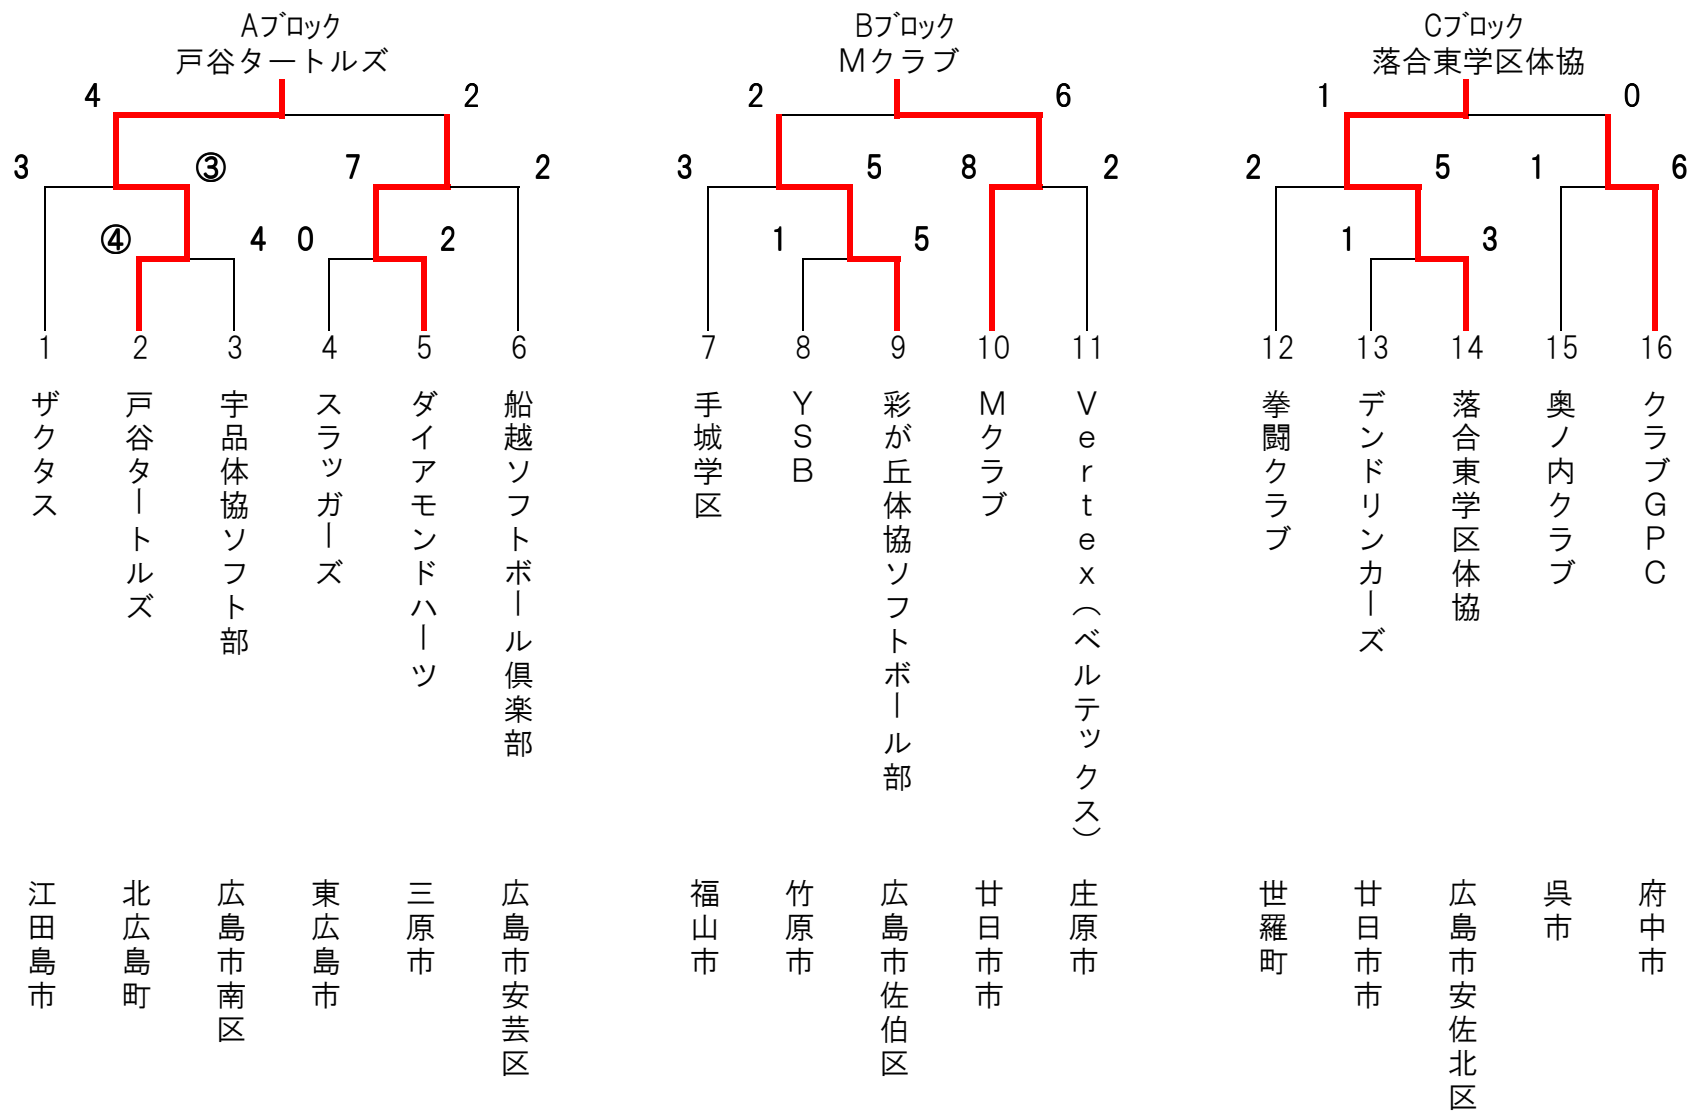 Aブロック
戸谷タートルズ
4
2
3
③
7
2
④
4
0
2
1
2
3
4
5
6
ザクタス
戸谷タートルズ
宇品体協ソフト部
スラッガーズ
ダイアモンドハーツ
船越ソフトボール倶楽部
江田島市
北広島町
広島市南区
東広島市
三原市
広島市安芸区
Bブロック
Mクラブ
2
6
3
5
8
2
1
5
7
8
9
10
11
手城学区
YSB
彩が丘体協ソフトボール部
Mクラブ
Vertex(ベルテックス)
福山市
竹原市
広島市佐伯区
廿日市市
庄原市
Cブロック
落合東学区体協
1
0
2
5
1
6
1
3
12
13
14
15
16
拳闘クラブ
デンドリンカーズ
落合東学区体協
奥ノ内クラブ
クラブGPC
世羅町
廿日市市
広島市安佐北区
呉市
府中市